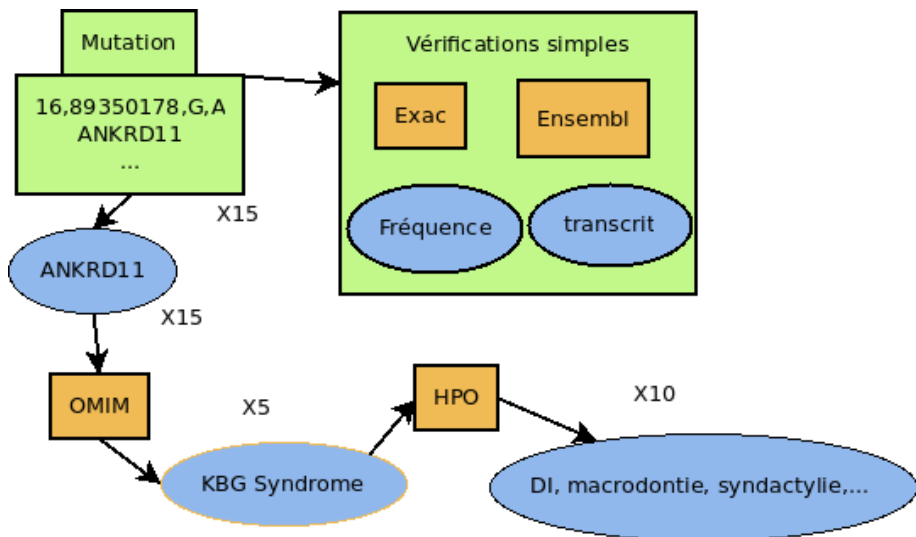 Mutation
16,89350178,G,A
ANKRD11
...
Vérifications simples
Exac
Ensembl
Fréquence
transcrit
X15
ANKRD11
X15
OMIM
X5
KBG Syndrome
HPO
X10
DI, macrodontie, syndactylie,...